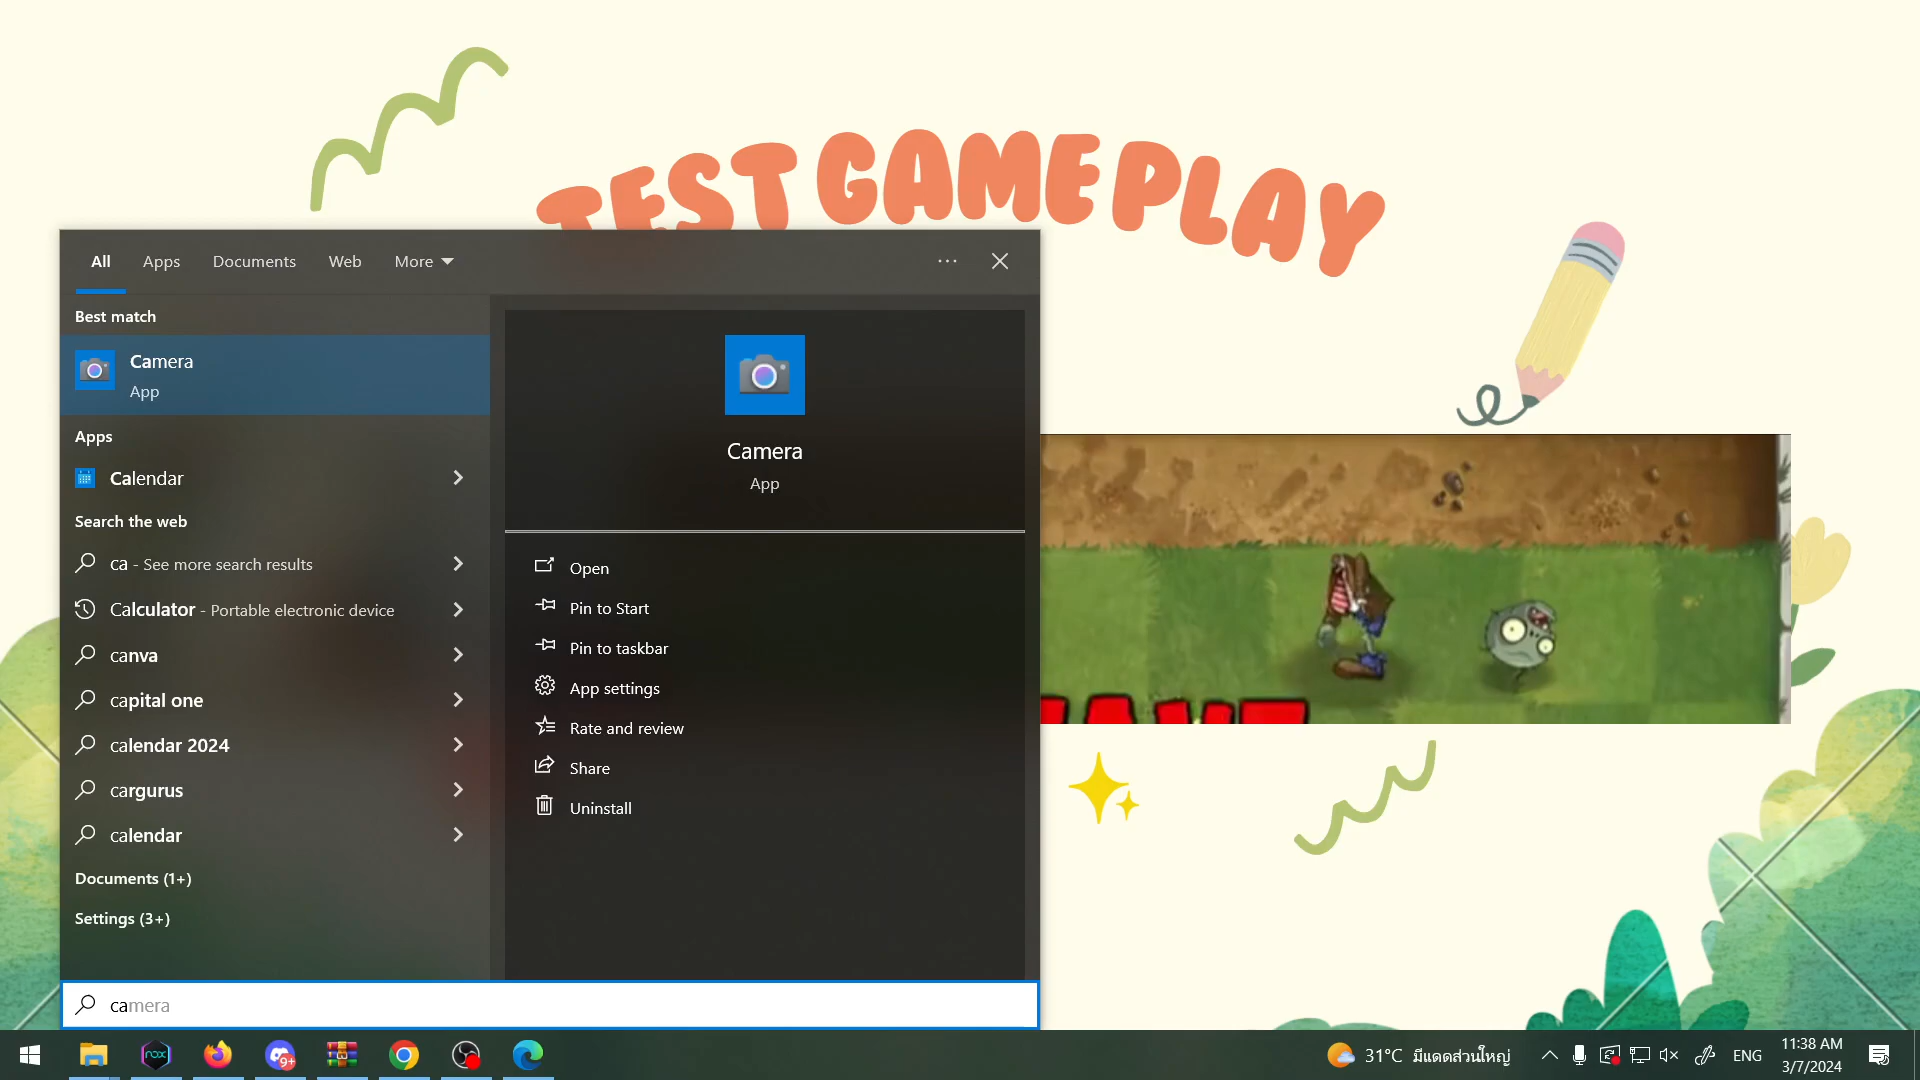 TEST GAMEPLAY
All Apps Documents Web More
Best match
Camera
App
Apps
Calendar
Search the web
ca - See more search results
Calculator - Portable electronic device
canva
capital one
calendar 2024
cargurus
calendar
Documents (1+)
Settings (3+)
Camera
App
Open
Pin to Start
Pin to taskbar
App settings
Rate and review
Share
Uninstall
camera
nox
9+
31°C มีแดดส่วนใหญ่
ENG
11:38 AM
3/7/2024